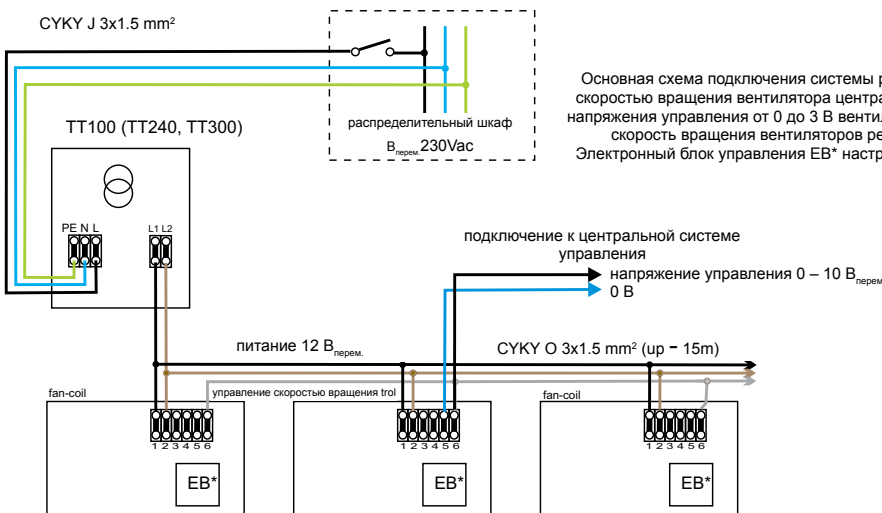 CYKY J 3x1.5 mm²
распределительный шкаф
Вперем.230Vac
Основная схема подключения системы р
скоростью вращения вентилятора центра
напряжения управления от 0 до 3 В вентил
скорость вращения вентиляторов ре
Электронный блок управления EB* настр
TT100 (TT240, TT300)
PE N L
L1 L2
подключение к центральной системе
управления
напряжение управления 0 – 10 Вперем.
0 В
питание 12 Вперем.
CYKY O 3x1.5 mm² (up - 15m)
fan-coil
управление скоростью вращения trol
fan-coil
1 2 3 4 5 6
1 2 3 4 5 6
1 2 3 4 5 6
EB*
EB*
EB*